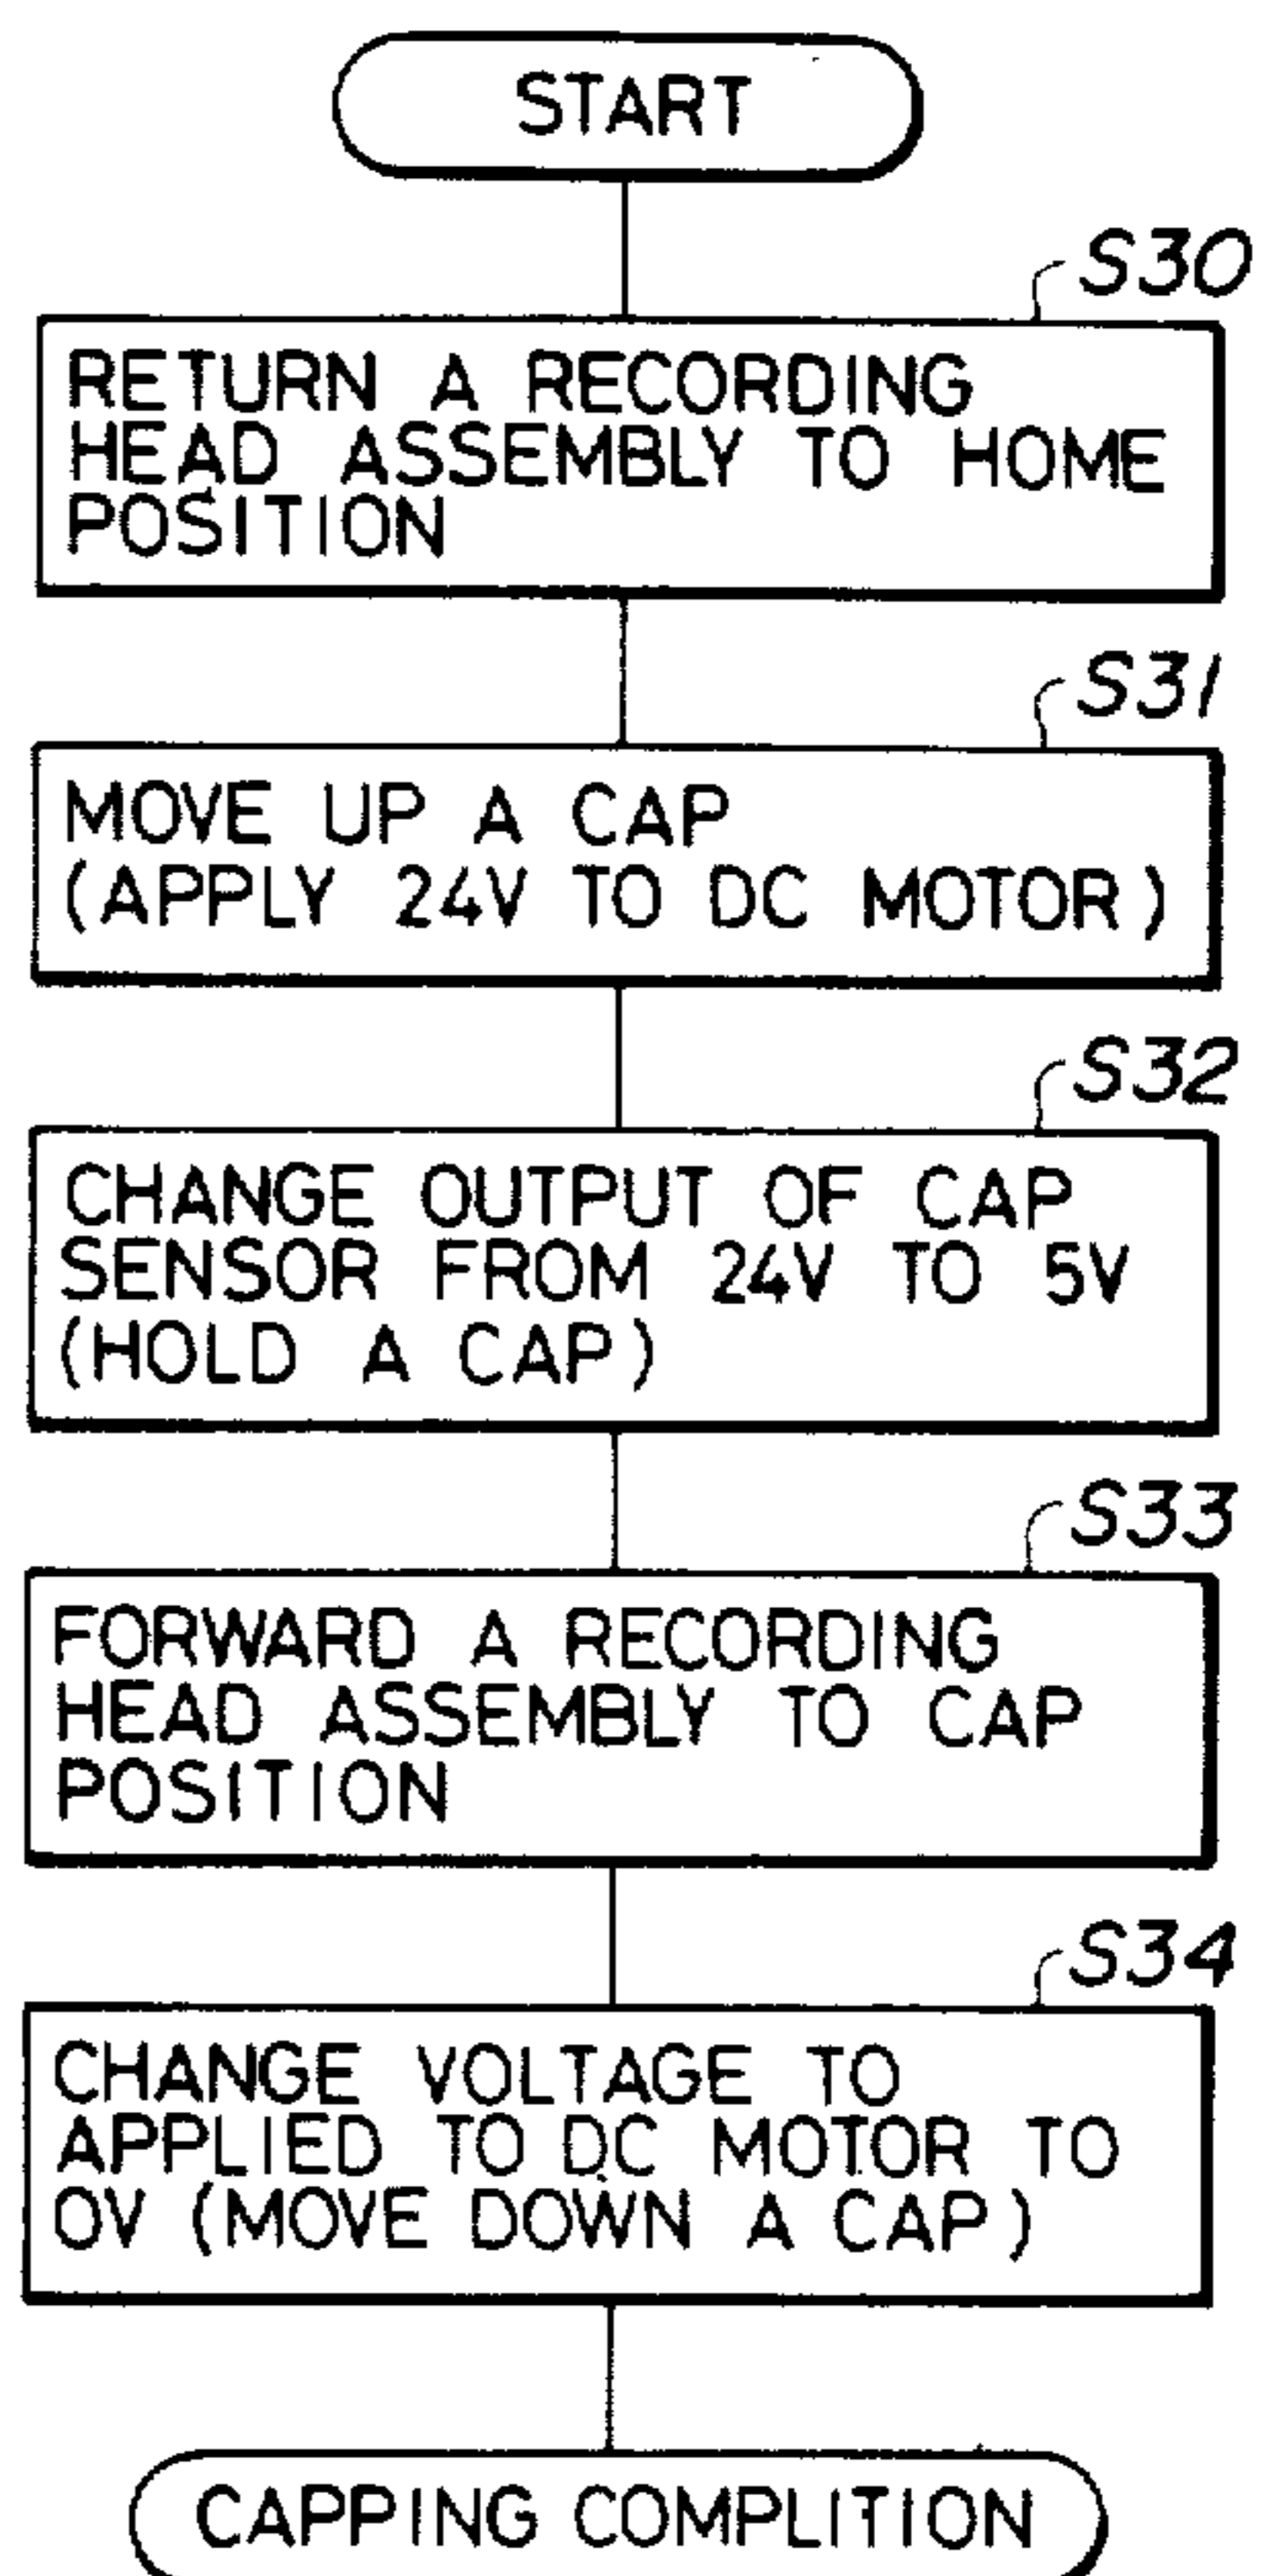 START
S30
RETURN A RECORDING
HEAD ASSEMBLY TO HOME
POSITION
S31
MOVE UP A CAP
(APPLY 24V TO DC MOTOR)
S32
CHANGE OUTPUT OF CAP
SENSOR FROM 24V TO 5V
(HOLD A CAP)
S33
FORWARD A RECORDING
HEAD ASSEMBLY TO CAP
POSITION
S34
CHANGE VOLTAGE TO
APPLIED TO DC MOTOR TO
0V (MOVE DOWN A CAP)
CAPPING COMPLITION